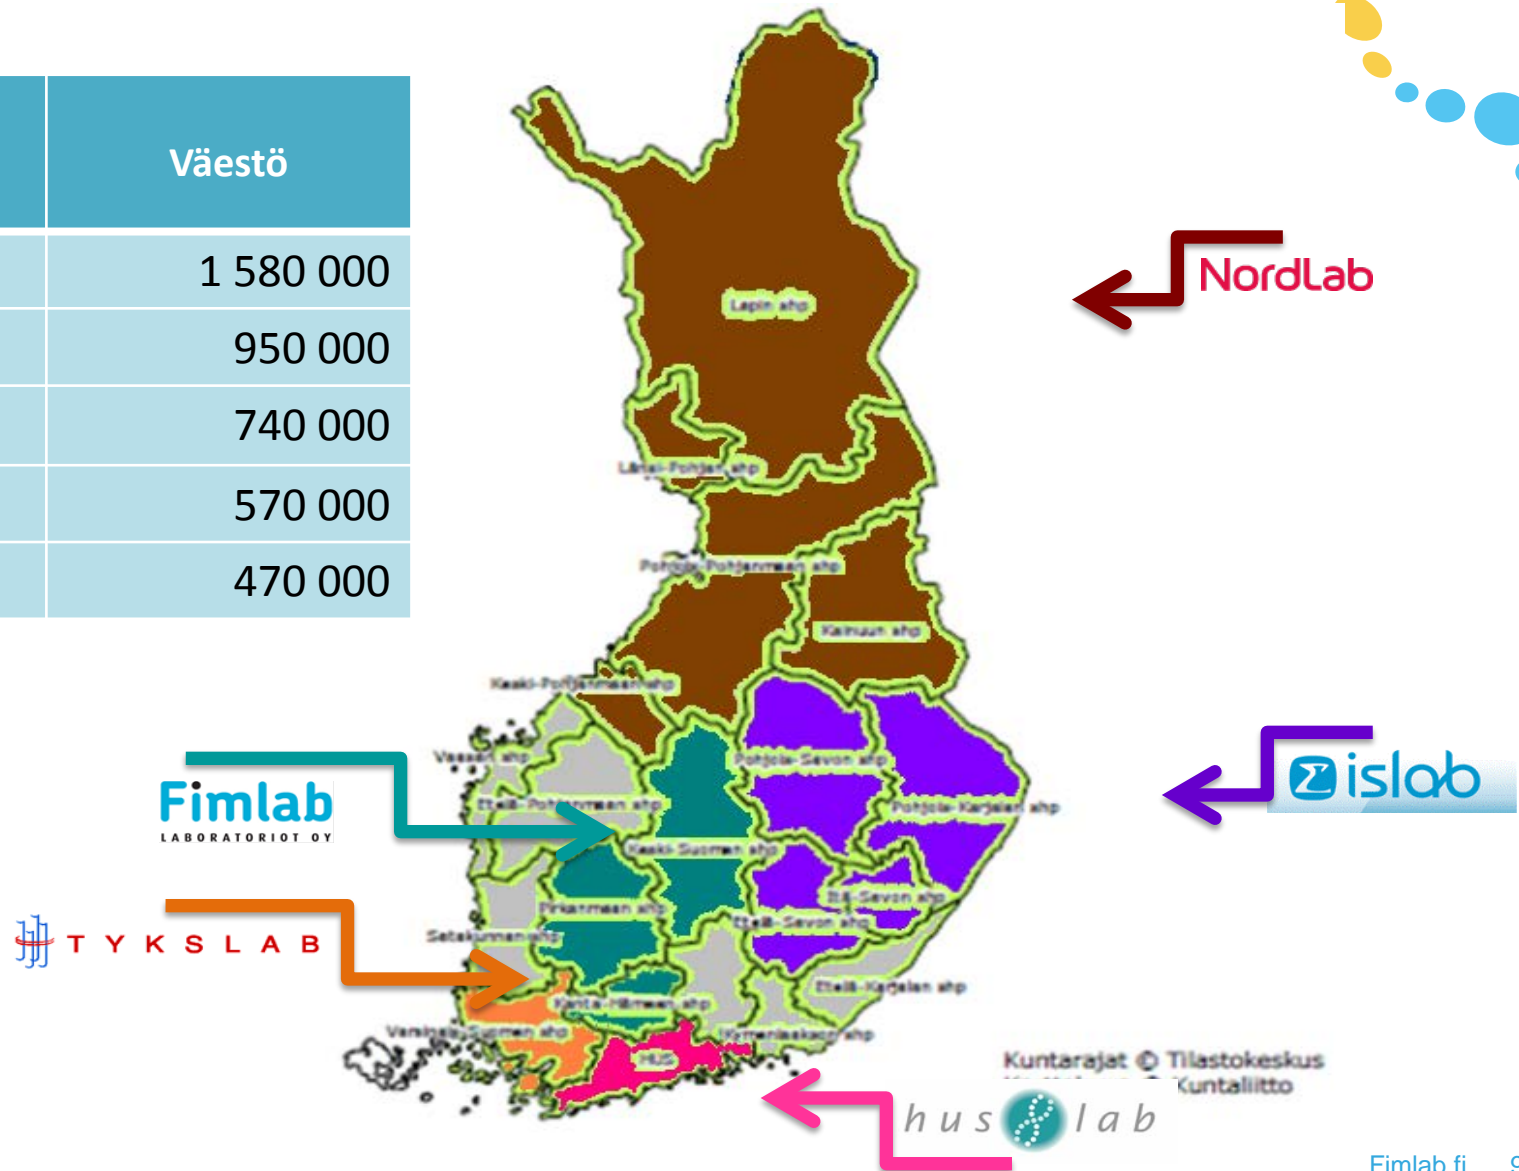 Väestö
1 580 000
950 000
740 000
570 000
470 000
NordLab
Lapin shp
Länsi-Pohjan shp
Pohjois-Pohjanmaan shp
Kainuun shp
Keski-Pohjanmaan shp
Vaasan shp
Pohjois-Savon shp
Etelä-Pohjanmaan shp
Pohjois-Karjalan shp
Fimlab
LABORATORIOT OY
islab
Keski-Suomen shp
Itä-Savon shp
Pirkanmaan shp
Etelä-Savon shp
Satakunnan shp
TYKSLAB
Etelä-Karjalan shp
Kanta-Hämeen shp
Varsinais-Suomen shp
Kymenlaakson shp
HUS
Kuntarajat © Tilastokeskus
Kuntaliitto
huslab
Fimlab.fi